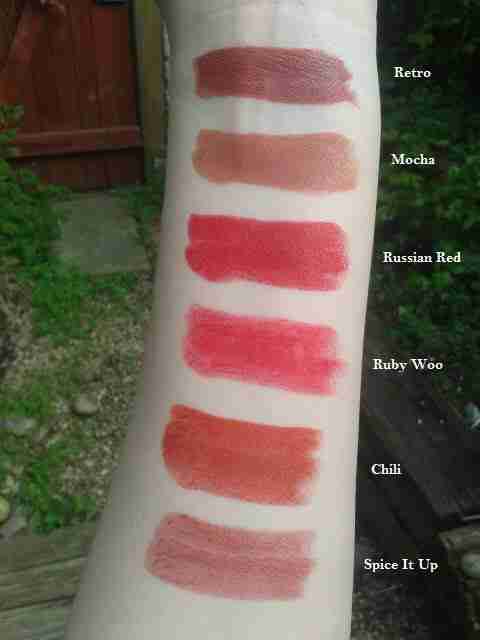 Retro
Mocha
Russian Red
Ruby Woo
Chili
Spice It Up